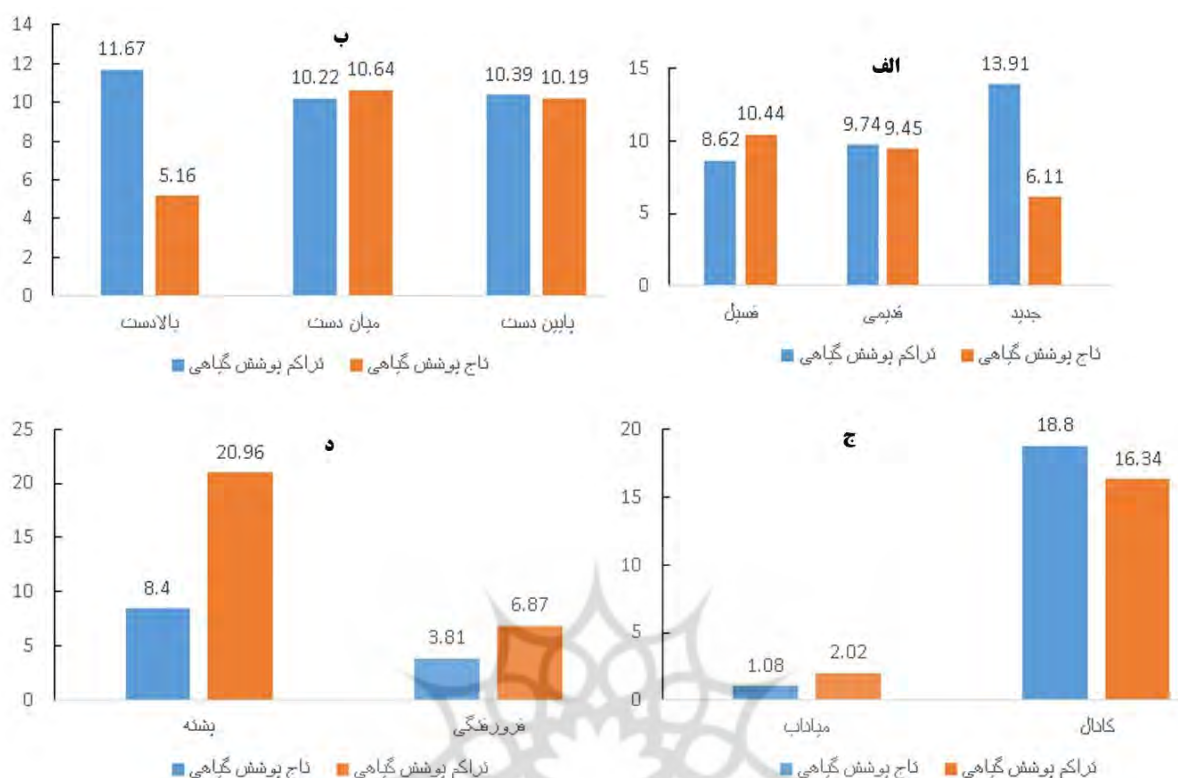 الف
15
10
5
0
8.62
10.44
9.74
9.45
13.91
6.11
فسیل
قدیمی
جدید
تراکم پوشش گیاهی
تاج پوشش گیاهی
ب
14
12
10
8
6
4
2
0
11.67
5.16
10.22
10.64
10.39
10.19
بالادست
میان دست
پایین دست
تراکم پوشش گیاهی
تاج پوشش گیاهی
ج
20
15
10
5
0
1.08
2.02
18.8
16.34
میاناب
کانال
تاج پوشش گیاهی
تراکم پوشش گیاهی
د
25
20
15
10
5
0
8.4
20.96
3.81
6.87
پشته
فرورفتگی
تاج پوشش گیاهی
تراکم پوشش گیاهی